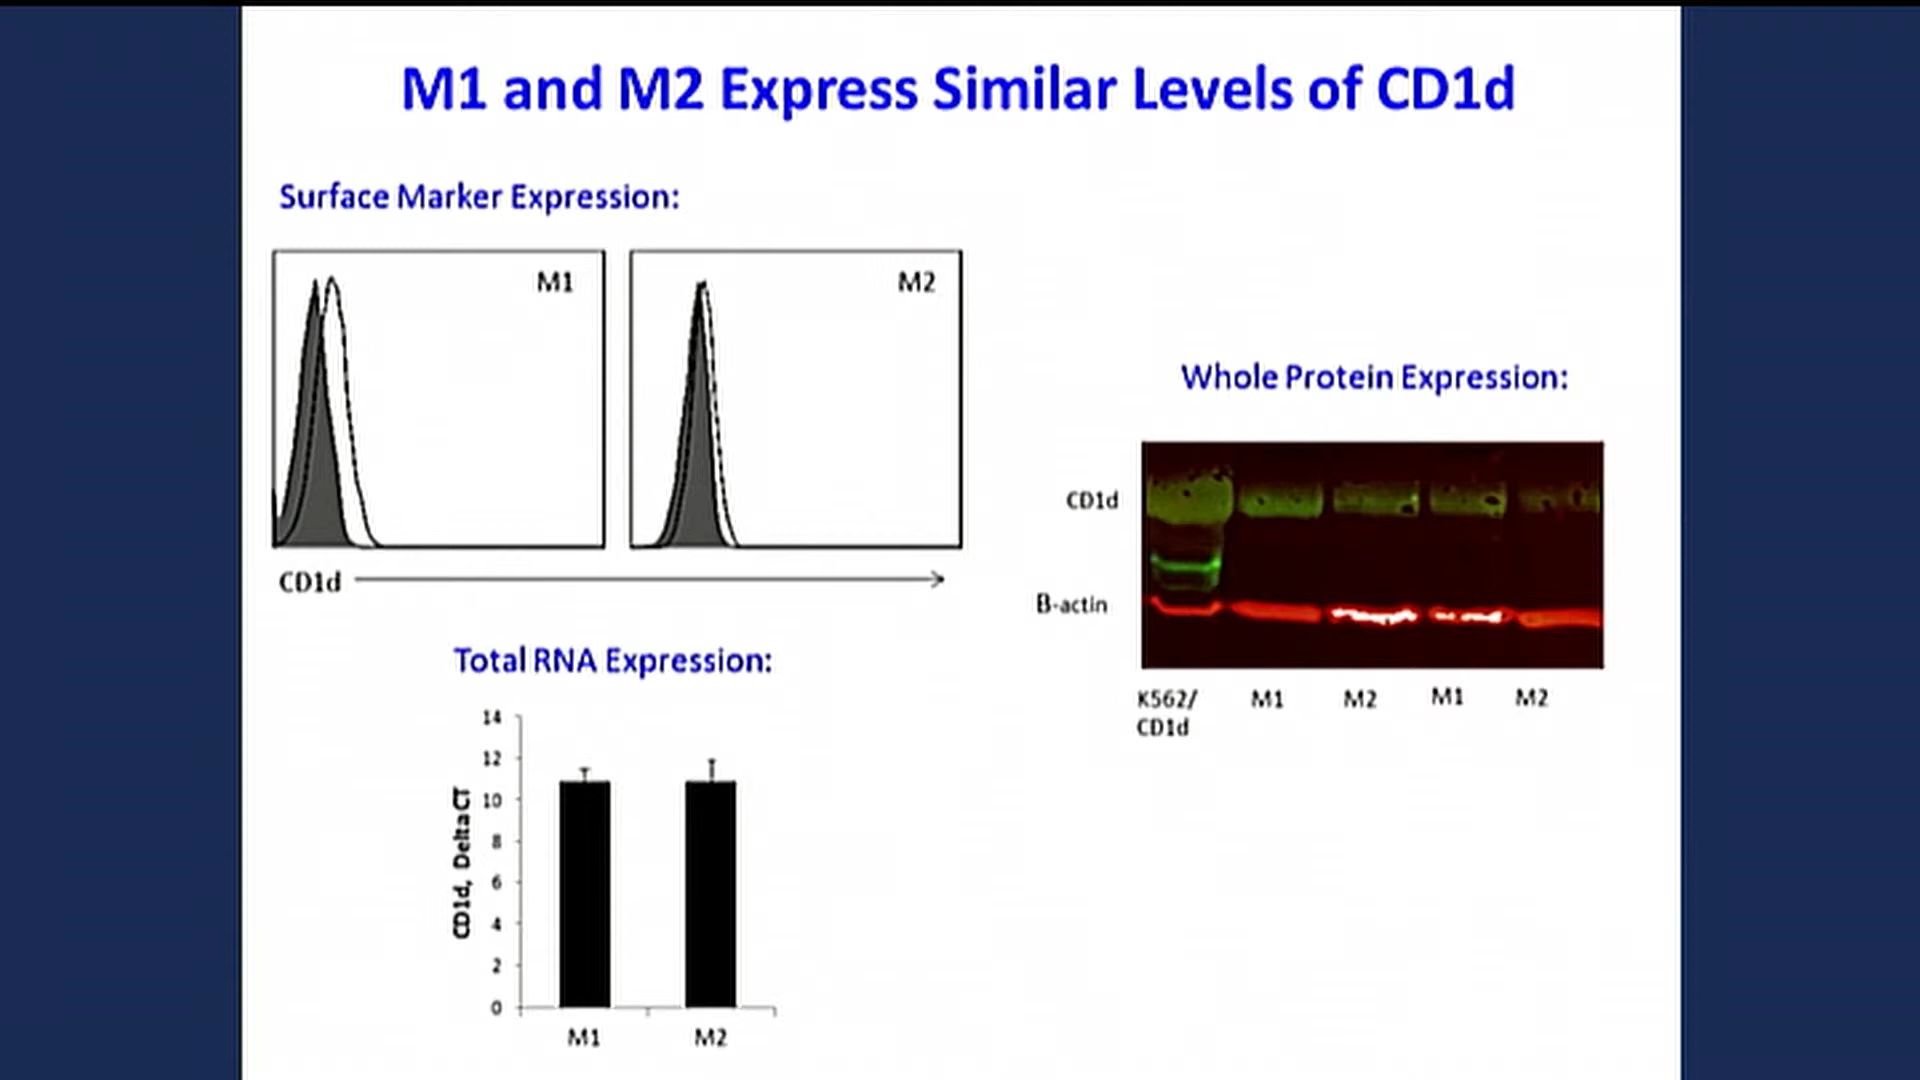 M1 and M2 Express Similar Levels of CD1d
Surface Marker Expression:
M1
M2
CD1d
Whole Protein Expression:
CD1d
B-actin
K562/
CD1d
M1
M2
M1
M2
Total RNA Expression:
CD1d, DeltaCT
14
12
10
8
6
4
2
0
M1
M2